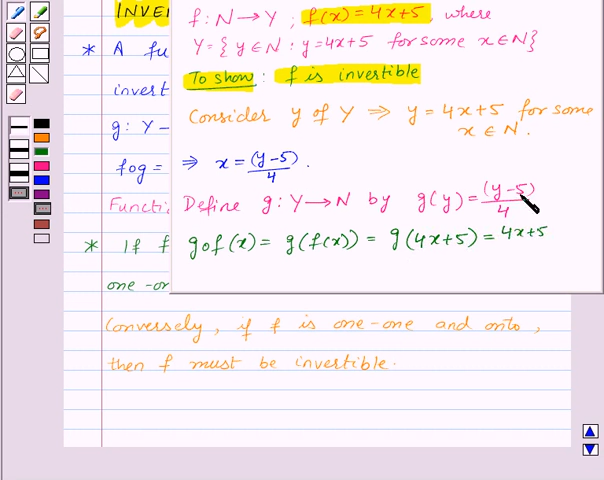 INVE
f: N→Y ; f(x) = 4x+5, where
Y = { y ∈ N : y = 4x+5 for some x ∈ N }
* A fu
To show : f is invertible
invert
Consider y of Y ⇒ y = 4x+5 for some
x ∈ N.
g: Y –
fog =
⇒ x = (y–5)/4 .
Functi
Define g: Y→N by g(y) = (y–5)/4
* If f
gof(x) = g(f(x)) = g(4x+5) = 4x+5
one-on
Conversely, if f is one-one and onto,
then f must be invertible.